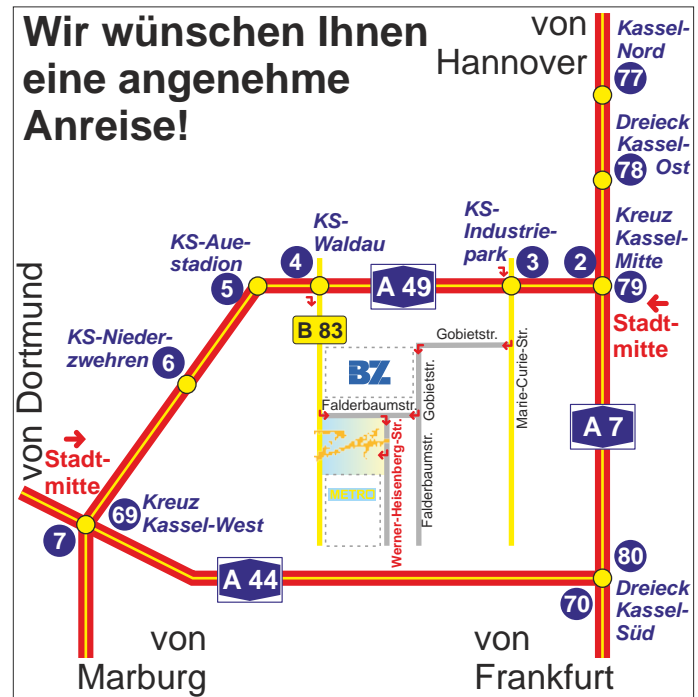 Wir wünschen Ihnen
eine angenehme
Anreise!
von
Hannover
Kassel-
Nord
77
Dreieck
Kassel-
Ost
78
Kreuz
Kassel-
Mitte
79
2
Stadt-
mitte
KS-
Industrie-
park
3
KS-
Waldau
4
A 49
KS-Aue-
stadion
5
B 83
KS-Nieder-
zwehren
6
von Dortmund
Stadt-
mitte
69
Kreuz
Kassel-West
7
Gobietstr.
BZ
Gobietstr.
Marie-Curie-Str.
Falderbaumstr.
Falderbaumstr.
Werner-Heisenberg-Str.
METRO
A 7
A 44
80
70
Dreieck
Kassel-
Süd
von
Marburg
von
Frankfurt